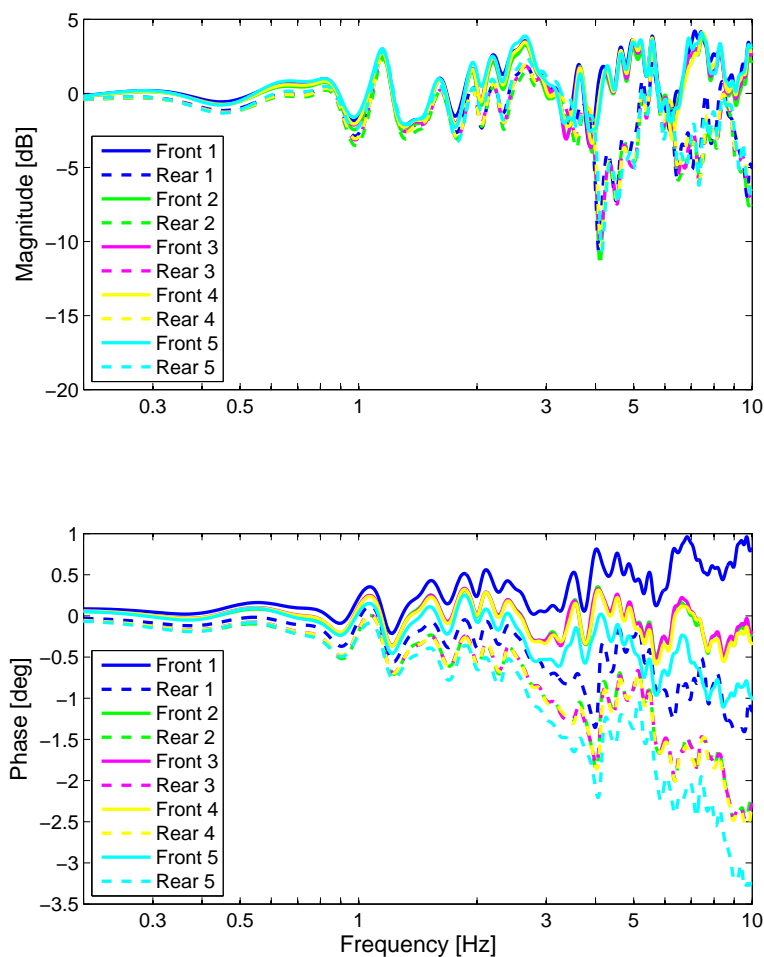 5
0
−5
−10
−15
−20
Magnitude [dB]
Front 1
Rear 1
Front 2
Rear 2
Front 3
Rear 3
Front 4
Rear 4
Front 5
Rear 5
0.3 0.5 1 3 5 10
1
0.5
0
−0.5
−1
−1.5
−2
−2.5
−3
−3.5
Phase [deg]
Front 1
Rear 1
Front 2
Rear 2
Front 3
Rear 3
Front 4
Rear 4
Front 5
Rear 5
0.3 0.5 1 3 5 10
Frequency [Hz]